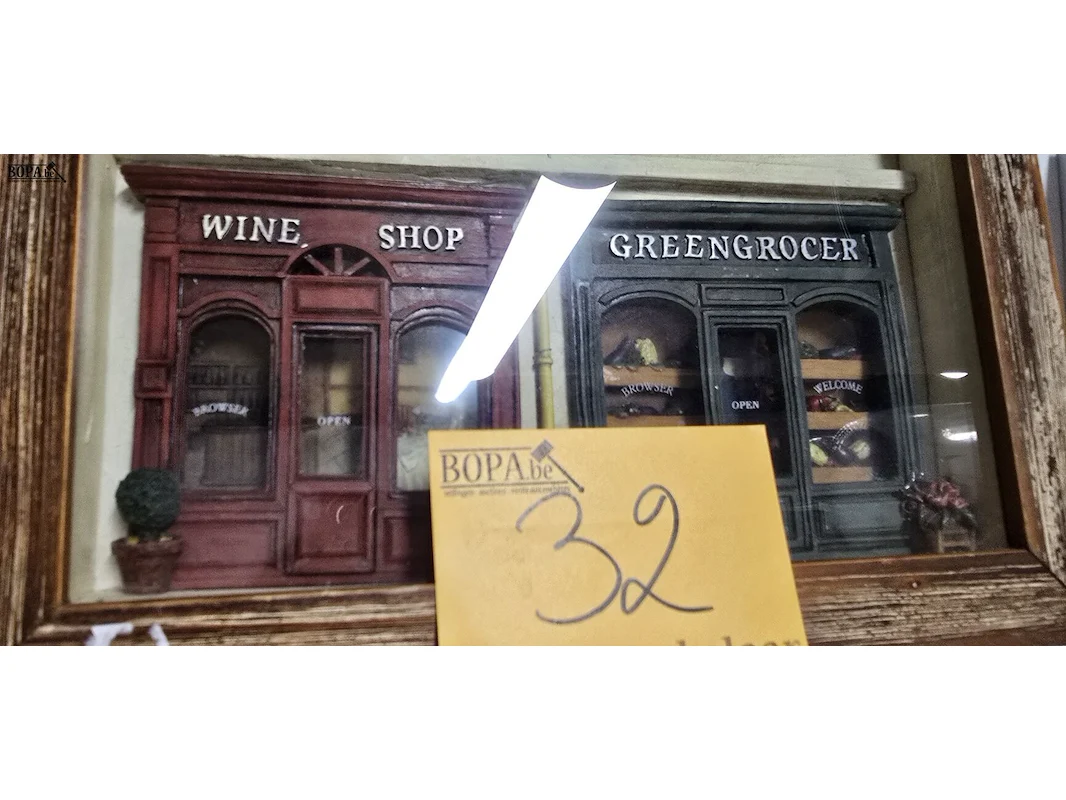 BOPA.be
WINE SHOP
GREENGROCER
BROWSER
OPEN
BROWSER
OPEN
WELCOME
BOPA.be
32